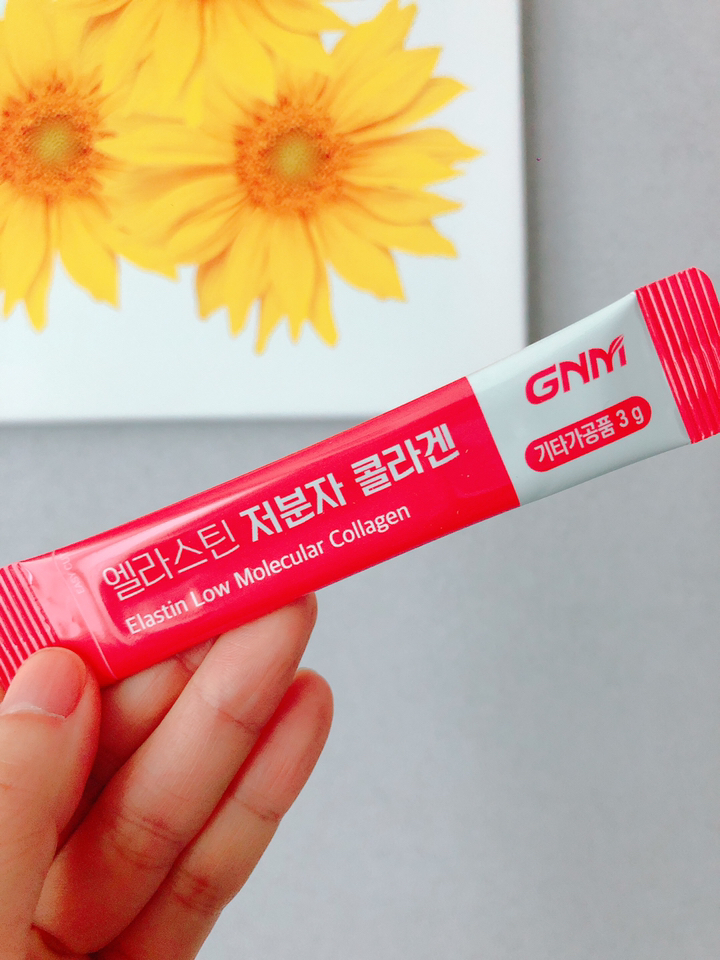 GNM
기타가공품 3 g
엘라스틴 저분자 콜라겐
Elastin Low Molecular Collagen